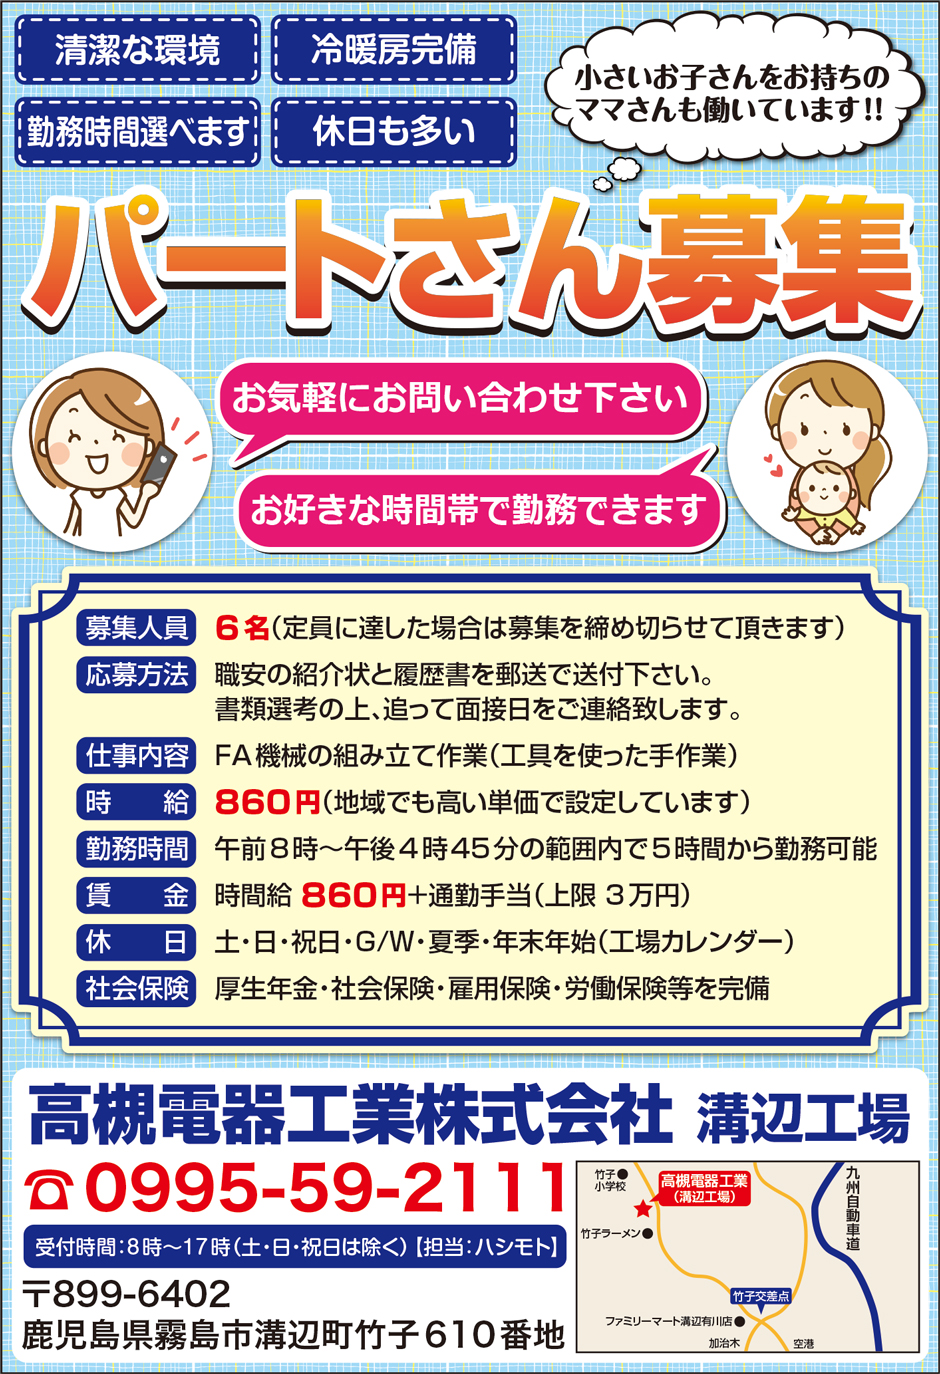 清潔な環境
冷暖房完備
勤務時間選べます
休日も多い
小さいお子さんをお持ちの
ママさんも働いています!!
パートさん募集
お気軽にお問い合わせ下さい
お好きな時間帯で勤務できます
募集人員 6名(定員に達した場合は募集を締め切らせて頂きます)
応募方法 職安の紹介状と履歴書を郵送で送付下さい。
書類選考の上、追って面接日をご連絡致します。
仕事内容 FA機械の組み立て作業(工具を使った手作業)
時給 860円(地域でも高い単価で設定しています)
勤務時間 午前8時〜午後4時45分の範囲内で5時間から勤務可能
賃金 時間給 860円+通勤手当(上限 3万円)
休日 土・日・祝日・G/W・夏季・年末年始(工場カレンダー)
社会保険 厚生年金・社会保険・雇用保険・労働保険等を完備
高槻電器工業株式会社 溝辺工場
☎0995-59-2111
受付時間:8時〜17時(土・日・祝日は除く)【担当:ハシモト】
〒899-6402
鹿児島県霧島市溝辺町竹子610番地
竹子
小学校
高槻電器工業
(溝辺工場)
九州自動車道
竹子ラーメン
竹子交差点
ファミリーマート溝辺有川店
加治木
空港